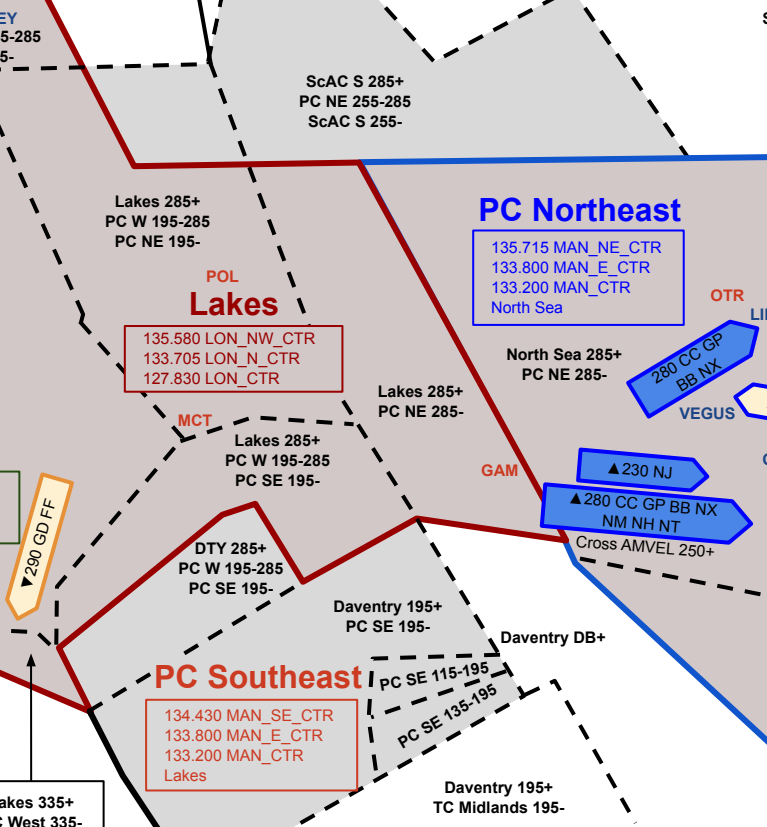 EY
5-285
5-
S
ScAC S 285+
PC NE 255-285
ScAC S 255-
Lakes 285+
PC W 195-285
PC NE 195-
PC Northeast
135.715 MAN_NE_CTR
133.800 MAN_E_CTR
133.200 MAN_CTR
North Sea
POL
Lakes
135.580 LON_NW_CTR
133.705 LON_N_CTR
127.830 LON_CTR
OTR
LI
280 CC GP
BB NX
North Sea 285+
PC NE 285-
VEGUS
Lakes 285+
PC NE 285-
MCT
Lakes 285+
PC W 195-285
PC SE 195-
GAM
▲230 NJ
▲280 CC GP BB NX
NM NH NT
Cross AMVEL 250+
▼290 GD FF
DTY 285+
PC W 195-285
PC SE 195-
Daventry 195+
PC SE 195-
Daventry DB+
PC SE 115-195
PC SE 135-195
PC Southeast
134.430 MAN_SE_CTR
133.800 MAN_E_CTR
133.200 MAN_CTR
Lakes
akes 335+
C West 335-
Daventry 195+
TC Midlands 195-